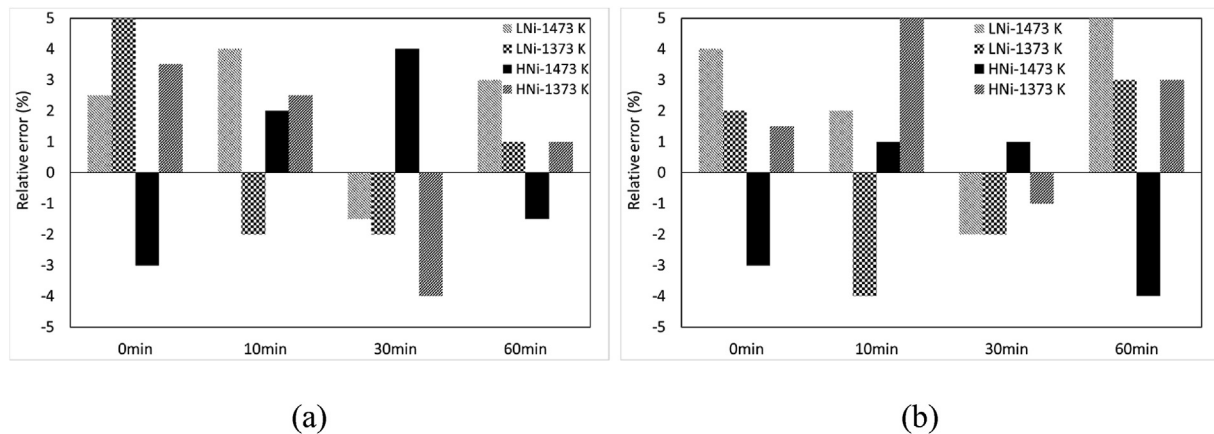 5
4
3
2
1
0
-1
-2
-3
-4
-5
Relative error (%)
LNi-1473 K
LNi-1373 K
HNi-1473 K
HNi-1373 K
0min 10min 30min 60min
(a)
5
4
3
2
1
0
-1
-2
-3
-4
-5
Relative error (%)
LNi-1473 K
LNi-1373 K
HNi-1473 K
HNi-1373 K
0min 10min 30min 60min
(b)